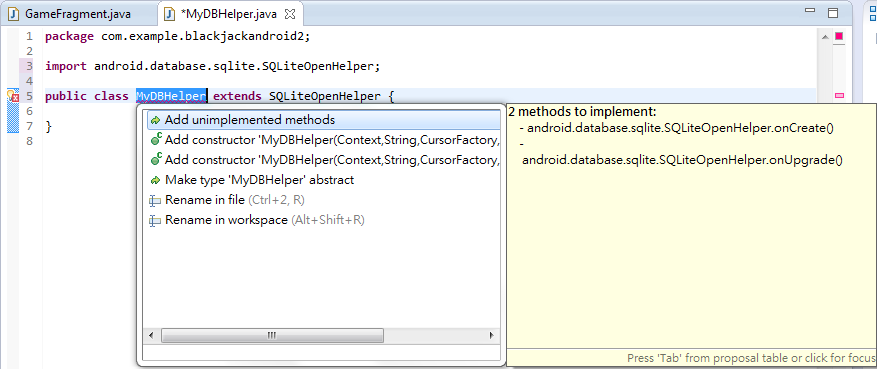 GameFragment.java
*MyDBHelper.java
1 package com.example.blackjackandroid2;
2
3 import android.database.sqlite.SQLiteOpenHelper;
4
5 public class MyDBHelper extends SQLiteOpenHelper {
6
7 }
8
Add unimplemented methods
Add constructor 'MyDBHelper(Context,String,CursorFactory,
Add constructor 'MyDBHelper(Context,String,CursorFactory,
Make type 'MyDBHelper' abstract
Rename in file (Ctrl+2, R)
Rename in workspace (Alt+Shift+R)
2 methods to implement:
- android.database.sqlite.SQLiteOpenHelper.onCreate()
-
android.database.sqlite.SQLiteOpenHelper.onUpgrade()
Press 'Tab' from proposal table or click for focus